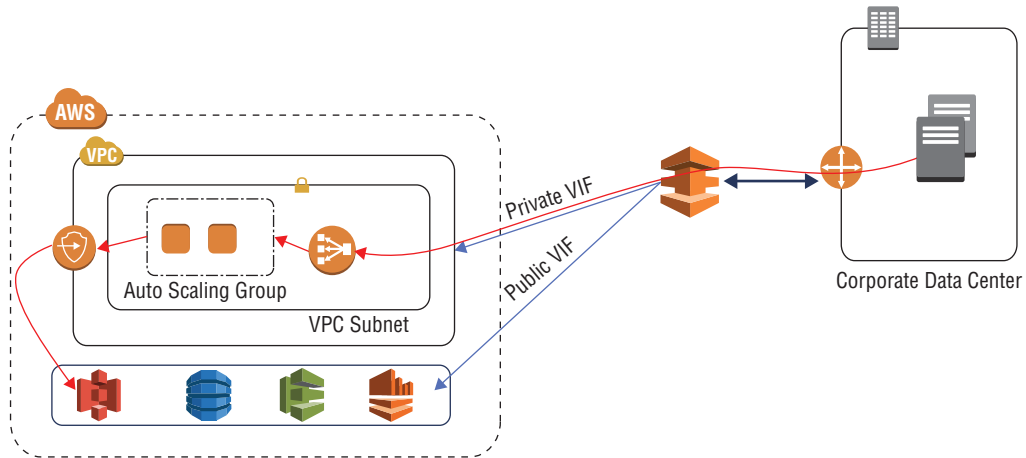 AWS
VPC
Auto Scaling Group
VPC Subnet
Private VIF
Public VIF
Corporate Data Center